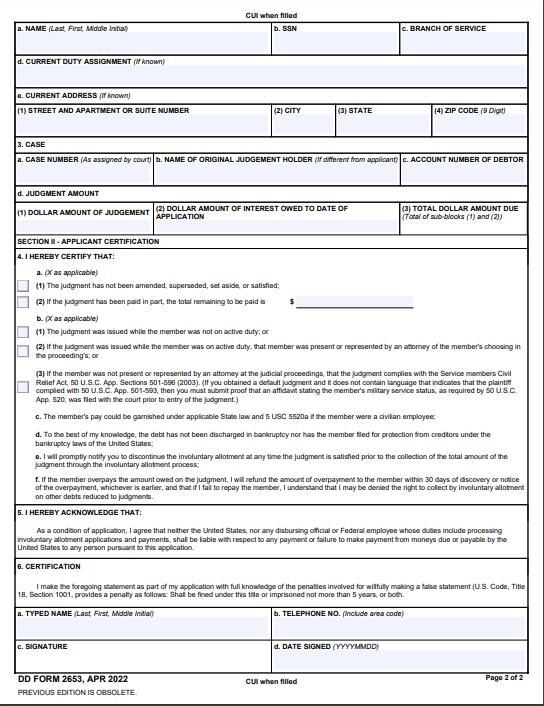 CUI when filled
a. NAME (Last, First, Middle Initial)
b. SSN
c. BRANCH OF SERVICE
d. CURRENT DUTY ASSIGNMENT (If known)
e. CURRENT ADDRESS (If known)
(1) STREET AND APARTMENT OR SUITE NUMBER
(2) CITY
(3) STATE
(4) ZIP CODE (9 Digit)
3. CASE
a. CASE NUMBER (As assigned by court)
b. NAME OF ORIGINAL JUDGEMENT HOLDER (If different from applicant)
c. ACCOUNT NUMBER OF DEBTOR
d. JUDGMENT AMOUNT
(1) DOLLAR AMOUNT OF JUDGEMENT
(2) DOLLAR AMOUNT OF INTEREST OWED TO DATE OF
APPLICATION
(3) TOTAL DOLLAR AMOUNT DUE
(Total of sub-blocks (1) and (2))
SECTION II - APPLICANT CERTIFICATION
4. I HEREBY CERTIFY THAT:
a. (X as applicable)
(1) The judgment has not been amended, superseded, set aside, or satisfied;
(2) If the judgment has been paid in part, the total remaining to be paid is $
b. (X as applicable)
(1) The judgment was issued while the member was not on active duty; or
(2) If the judgment was issued while the member was on active duty, that member was present or represented by an attorney of the member's choosing in
the proceeding's; or
(3) If the member was not present or represented by an attorney at the judicial proceedings, that the judgment complies with the Service members Civil
Relief Act, 50 U.S.C. App. Sections 501-596 (2003). (If you obtained a default judgment and it does not contain language that indicates that the plaintiff
complied with 50 U.S.C. App. 501-593, then you must submit proof that an affidavit stating the member's military service status, as required by 50 U.S.C.
App. 520, was filed with the court prior to entry of the judgment.)
c. The member's pay could be garnished under applicable State law and 5 USC 5520a if the member were a civilian employee;
d. To the best of my knowledge, the debt has not been discharged in bankruptcy nor has the member filed for protection from creditors under the
bankruptcy laws of the United States;
e. I will promptly notify you to discontinue the involuntary allotment at any time the judgment is satisfied prior to the collection of the total amount of the
judgment through the involuntary allotment process;
f. If the member overpays the amount owed on the judgment, I will refund the amount of overpayment to the member within 30 days of discovery or notice
of the overpayment, whichever is earlier, and that if I fail to repay the member, I understand that I may be denied the right to collect by involuntary allotment
on other debts reduced to judgments.
5. I HEREBY ACKNOWLEDGE THAT:
As a condition of application, I agree that neither the United States, nor any disbursing official or Federal employee whose duties include processing
involuntary allotment applications and payments, shall be liable with respect to any payment or failure to make payment from moneys due or payable by the
United States to any person pursuant to this application.
6. CERTIFICATION
I make the foregoing statement as part of my application with full knowledge of the penalties involved for willfully making a false statement (U.S. Code, Title
18, Section 1001, provides a penalty as follows: Shall be fined under this title or imprisoned not more than 5 years, or both.
a. TYPED NAME (Last, First, Middle Initial)
b. TELEPHONE NO. (Include area code)
c. SIGNATURE
d. DATE SIGNED (YYYYMMDD)
DD FORM 2653, APR 2022
CUI when filled
Page 2 of 2
PREVIOUS EDITION IS OBSOLETE.